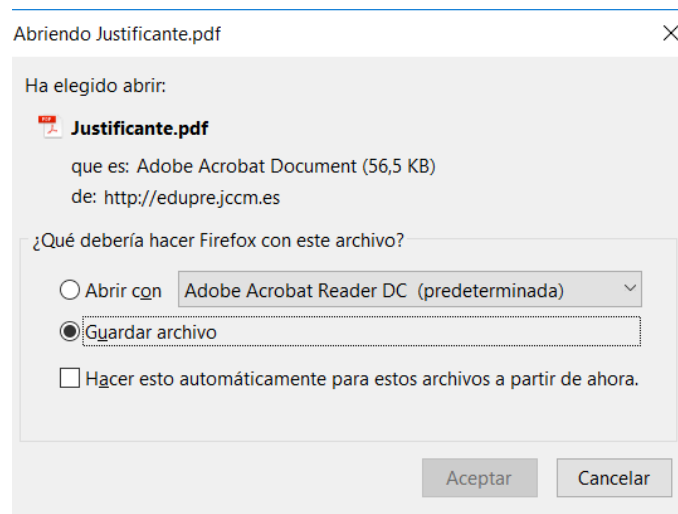 Abriendo Justificante.pdf
Ha elegido abrir:
Justificante.pdf
que es: Adobe Acrobat Document (56,5 KB)
de: http://edupre.jccm.es
¿Qué debería hacer Firefox con este archivo?
Abrir con Adobe Acrobat Reader DC (predeterminada)
Guardar archivo
Hacer esto automáticamente para estos archivos a partir de ahora.
Aceptar Cancelar